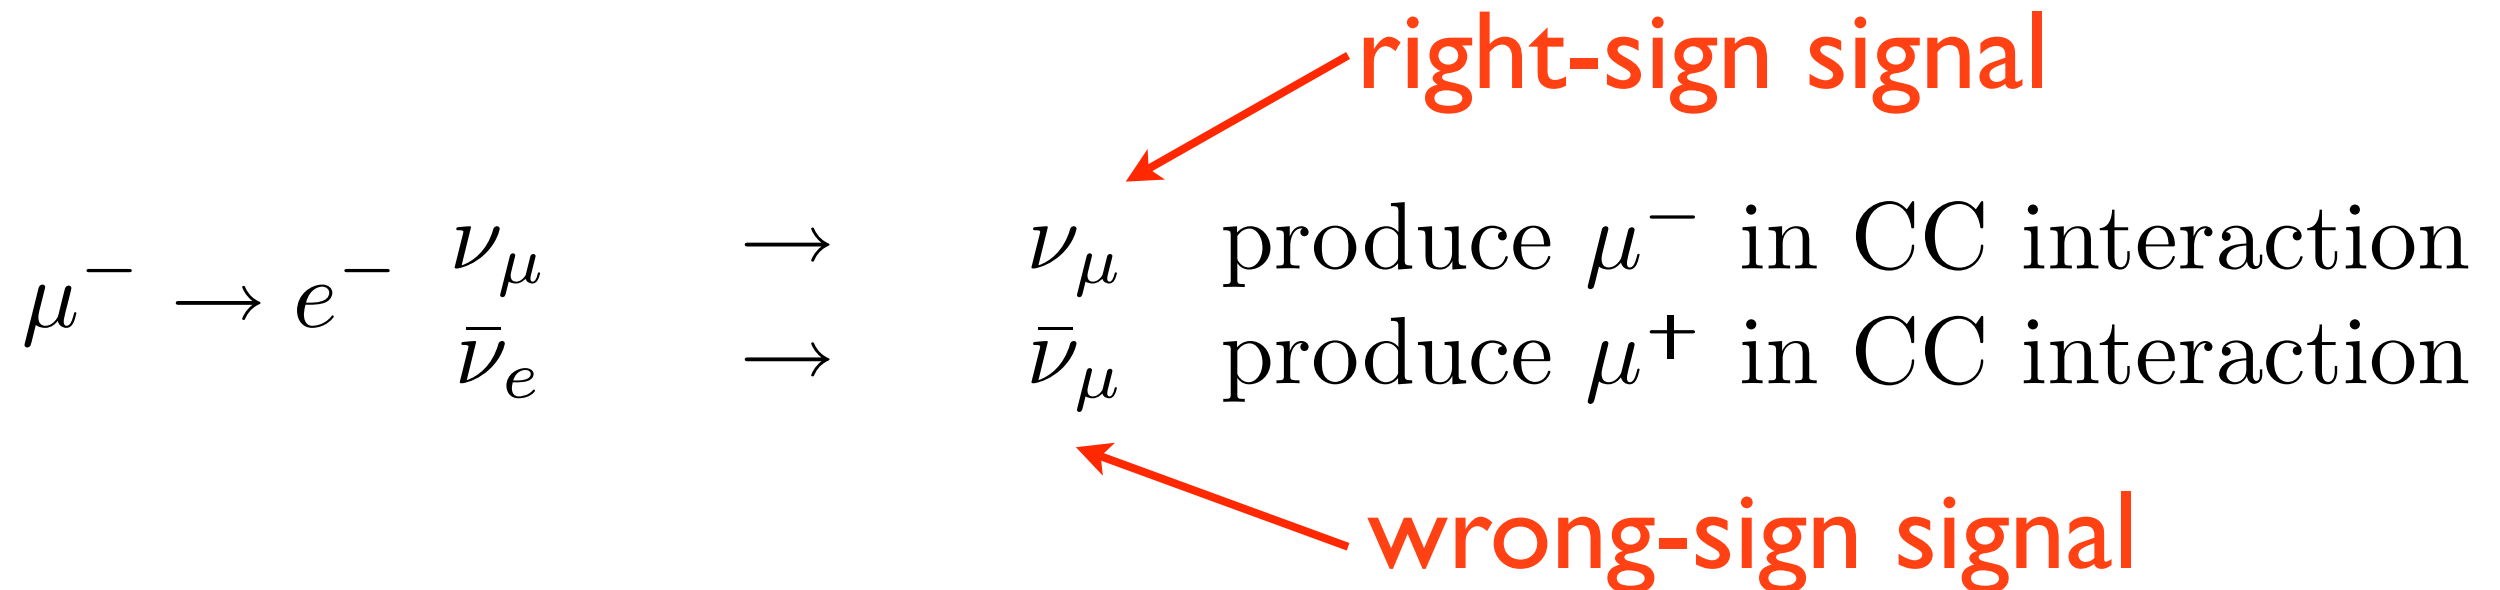 right-sign signal
ν_μ → ν_μ produce μ⁻ in CC interaction
μ⁻ → e⁻
ν̄_e → ν̄_μ produce μ⁺ in CC interaction
wrong-sign signal